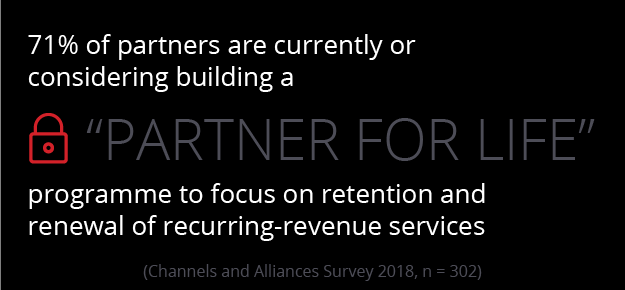 71% of partners are currently or
considering building a
“PARTNER FOR LIFE”
programme to focus on retention and
renewal of recurring-revenue services
(Channels and Alliances Survey 2018, n = 302)